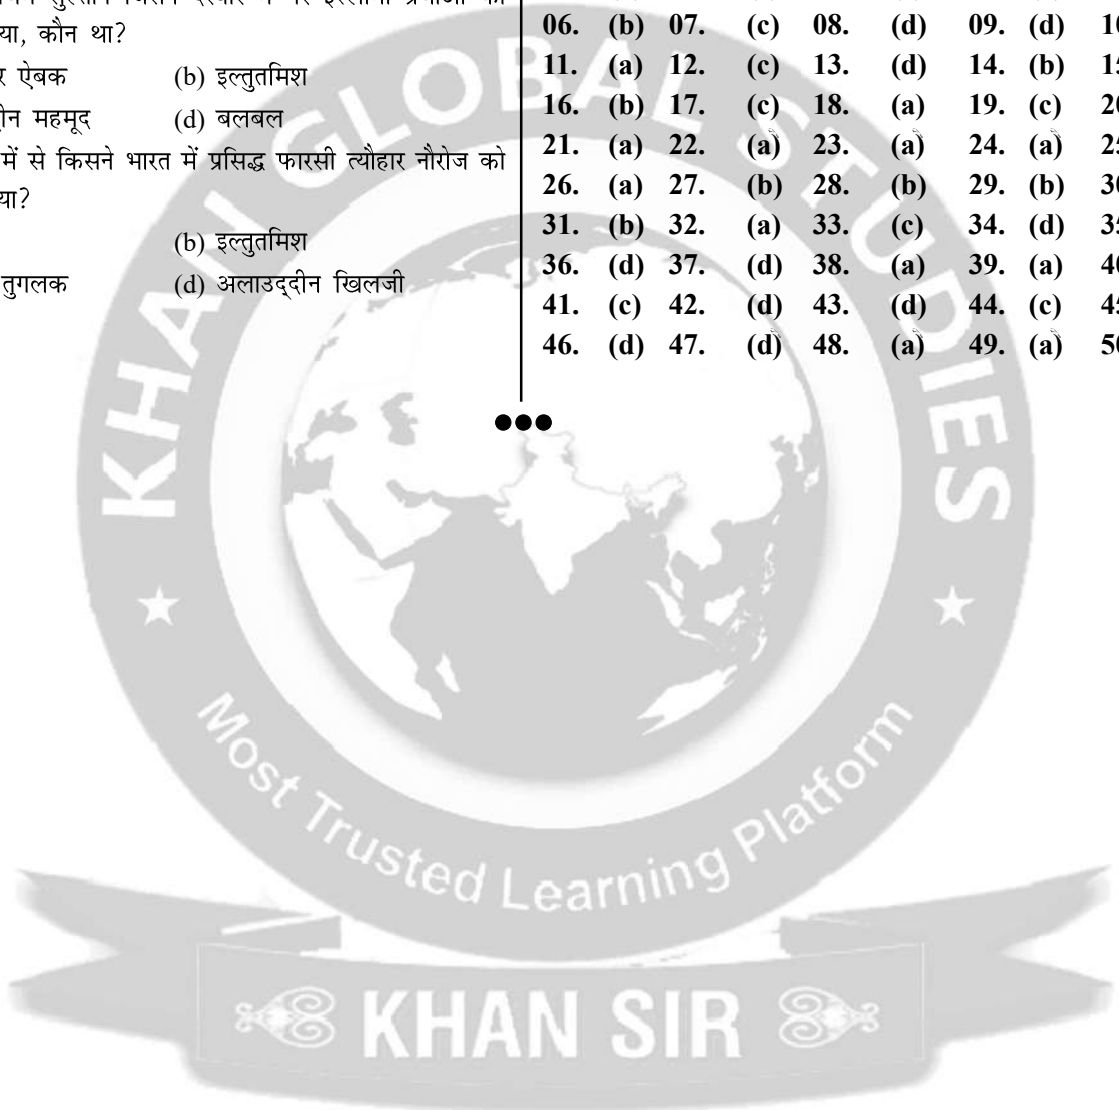 या, कौन था?
र ऐबक (b) इल्तुतमिश
ीन महमूद (d) बलबल
में से किसने भारत में प्रसिद्ध फारसी त्यौहार नौरोज को
या?
(b) इल्तुतमिश
तुगलक (d) अलाउद्दीन खिलजी
06. (b) 07. (c) 08. (d) 09. (d)
11. (a) 12. (c) 13. (d) 14. (b)
16. (b) 17. (c) 18. (a) 19. (c)
21. (a) 22. (a) 23. (a) 24. (a)
26. (a) 27. (b) 28. (b) 29. (b)
31. (b) 32. (a) 33. (c) 34. (d)
36. (d) 37. (d) 38. (a) 39. (a)
41. (c) 42. (d) 43. (d) 44. (c)
46. (d) 47. (d) 48. (a) 49. (a)
KHAN GLOBAL STUDIES
Most Trusted Learning Platform
KHAN SIR